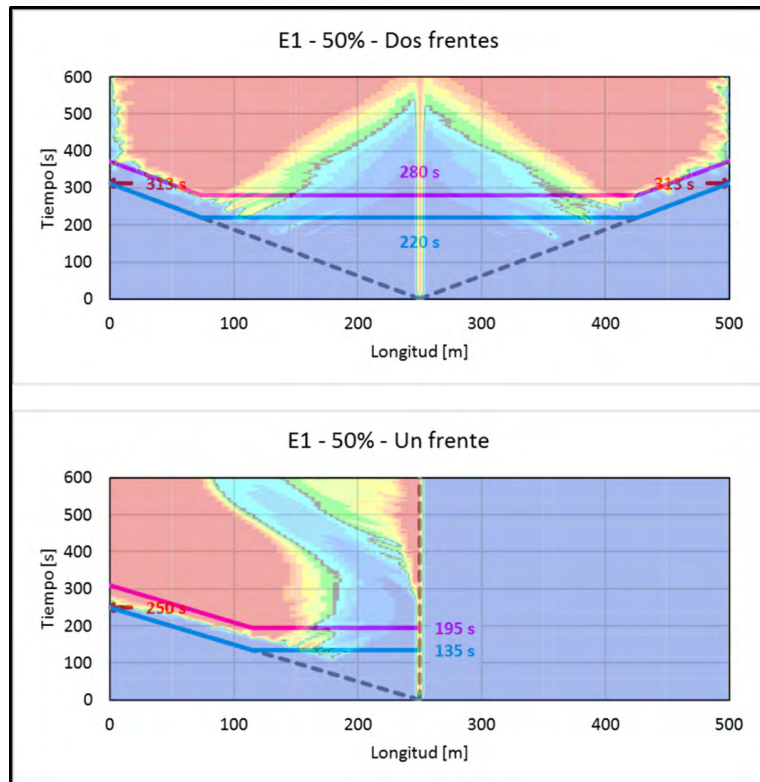 E1 - 50% - Dos frentes
600
500
400
300
200
100
0
Tiempo [s]
313 s
280 s
313 s
220 s
0
100
200
300
400
500
Longitud [m]
E1 - 50% - Un frente
600
500
400
300
200
100
0
Tiempo [s]
250 s
195 s
135 s
0
100
200
300
400
500
Longitud [m]